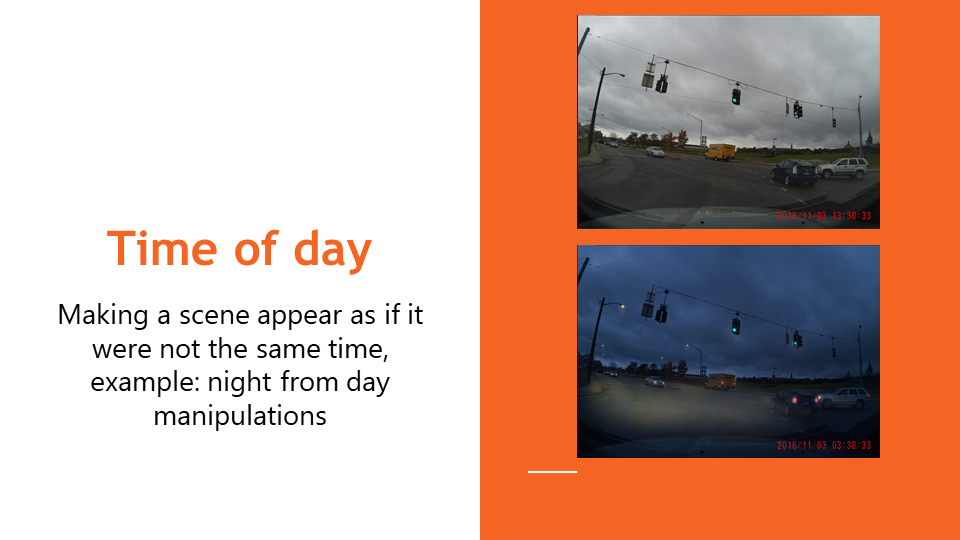 Time of day
Making a scene appear as if it
were not the same time,
example: night from day
manipulations
2016/11/03 13:30:33
2016/11/03 03:30:33